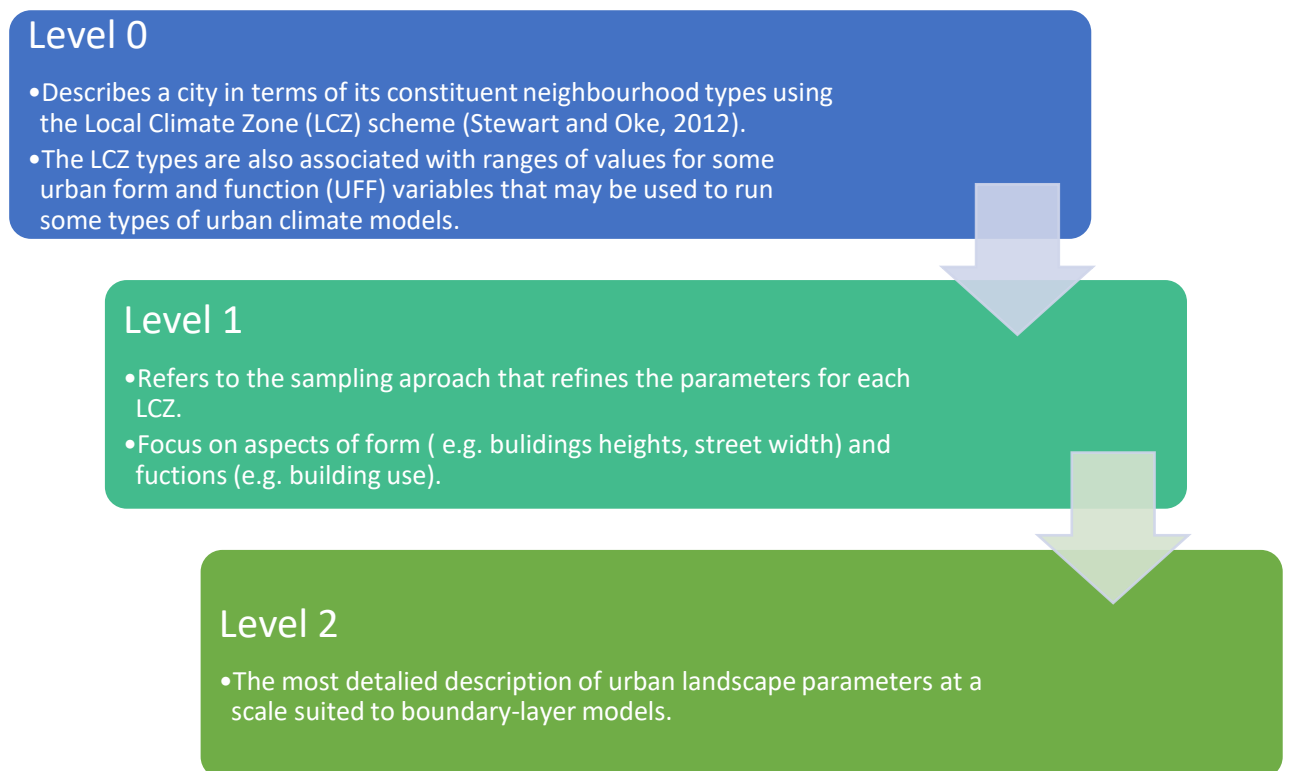 Level 0
•Describes a city in terms of its constituent neighbourhood types using
the Local Climate Zone (LCZ) scheme (Stewart and Oke, 2012).
•The LCZ types are also associated with ranges of values for some
urban form and function (UFF) variables that may be used to run
some types of urban climate models.
Level 1
•Refers to the sampling aproach that refines the parameters for each
LCZ.
•Focus on aspects of form ( e.g. bulidings heights, street width) and
fuctions (e.g. building use).
Level 2
•The most detalied description of urban landscape parameters at a
scale suited to boundary-layer models.